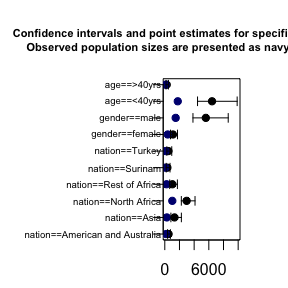 Confidence intervals and point estimates for specifi
Observed population sizes are presented as navy
age==>40yrs
age==<40yrs
gender==male
gender==female
nation==Turkey
nation==Surinam
nation==Rest of Africa
nation==North Africa
nation==Asia
nation==American and Australia
0 6000